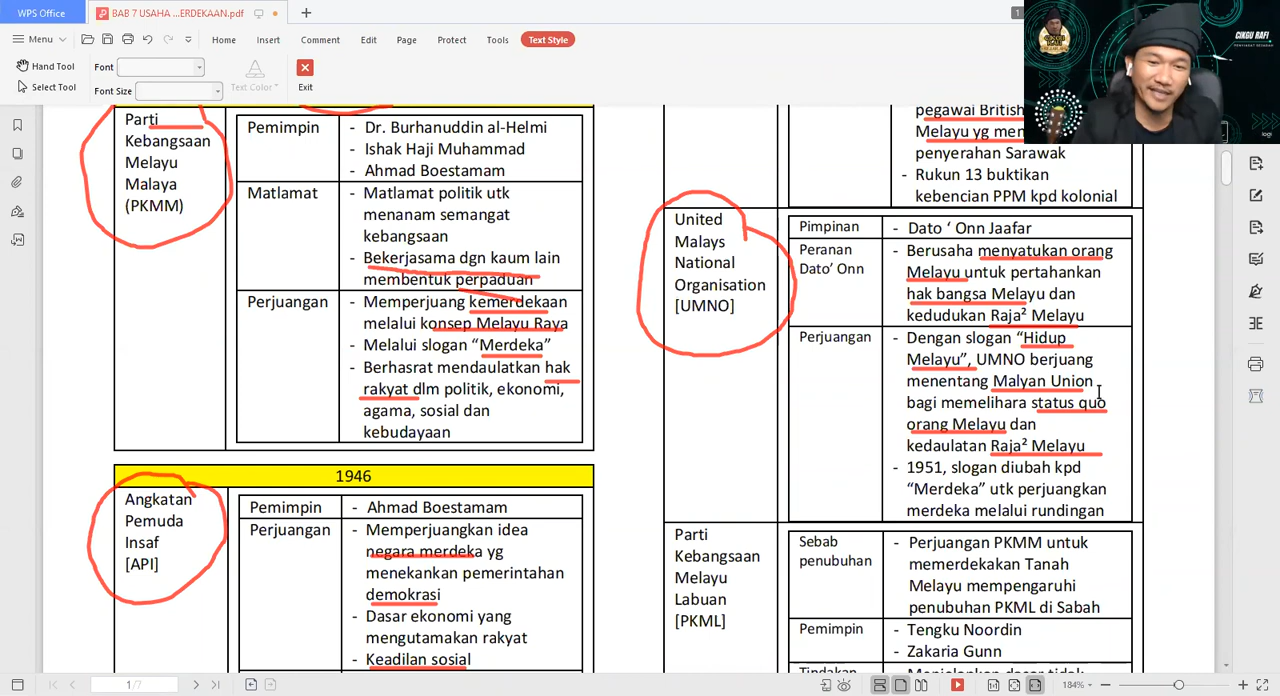 WPS Office
BAB 7 USAHA ...ERDEKAAN.pdf
1
Menu
Home
Insert
Comment
Edit
Page
Protect
Tools
Text Style
Hand Tool
Select Tool
Font
Font Size
Text Color
Exit
CIKGU RAFI
logi
Parti
Kebangsaan
Melayu
Malaya
(PKMM)
Pemimpin
- Dr. Burhanuddin al-Helmi
- Ishak Haji Muhammad
- Ahmad Boestamam
Matlamat
- Matlamat politik utk
menanam semangat
kebangsaan
- Bekerjasama dgn kaum lain
membentuk perpaduan
Perjuangan
- Memperjuang kemerdekaan
melalui konsep Melayu Raya
- Melalui slogan “Merdeka”
- Berhasrat mendaulatkan hak
rakyat dlm politik, ekonomi,
agama, sosial dan
kebudayaan
1946
Angkatan
Pemuda
Insaf
[API]
Pemimpin
- Ahmad Boestamam
Perjuangan
- Memperjuangkan idea
negara merdeka yg
menekankan pemerintahan
demokrasi
- Dasar ekonomi yang
mengutamakan rakyat
- Keadilan sosial
pegawai British
Melayu yg men
penyerahan Sarawak
- Rukun 13 buktikan
kebencian PPM kpd kolonial
United
Malays
National
Organisation
[UMNO]
Pimpinan
- Dato ‘ Onn Jaafar
Peranan
Dato’ Onn
- Berusaha menyatukan orang
Melayu untuk pertahankan
hak bangsa Melayu dan
kedudukan Raja² Melayu
Perjuangan
- Dengan slogan “Hidup
Melayu”, UMNO berjuang
menentang Malyan Union
bagi memelihara status quo
orang Melayu dan
kedaulatan Raja² Melayu
- 1951, slogan diubah kpd
“Merdeka” utk perjuangkan
merdeka melalui rundingan
Parti
Kebangsaan
Melayu
Labuan
[PKML]
Sebab
penubuhan
- Perjuangan PKMM untuk
memerdekakan Tanah
Melayu mempengaruhi
penubuhan PKML di Sabah
Pemimpin
- Tengku Noordin
- Zakaria Gunn
Tindakan
1/7
184%